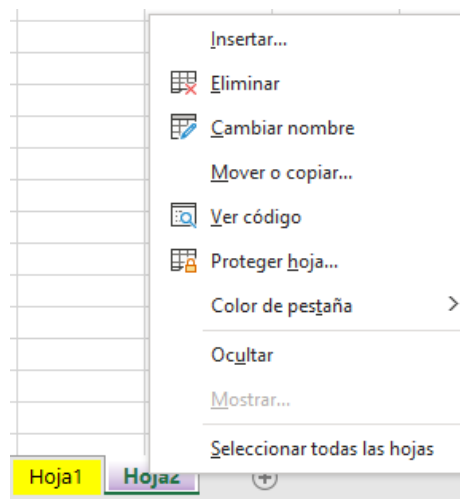 Insertar...
Eliminar
Cambiar nombre
Mover o copiar...
Ver código
Proteger hoja...
Color de pestaña
Ocultar
Mostrar...
Seleccionar todas las hojas
Hoja1 Hoja2